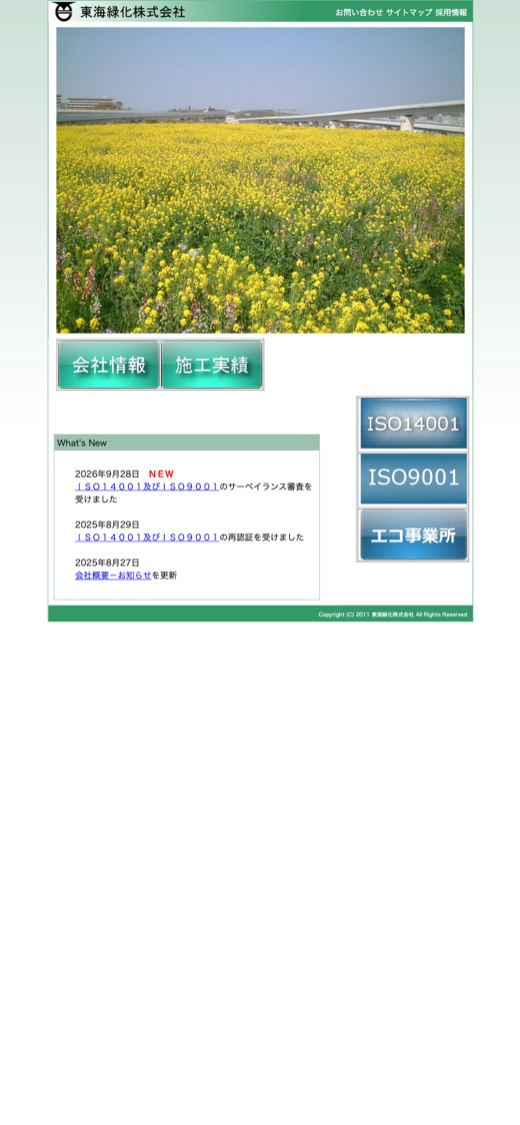 東海緑化株式会社
お問い合わせ サイトマップ 採用情報
会社情報
施工実績
ISO14001
ISO9001
エコ事業所
What's New
2026年9月28日 NEW
ＩＳＯ１４００１及びＩＳＯ９００１のサーベイランス審査を
受けました
2025年8月29日
ＩＳＯ１４００１及びＩＳＯ９００１の再認証を受けました
2025年8月27日
会社概要－お知らせを更新
Copyright (C) 2011 東海緑化株式会社 All Rights Reserved